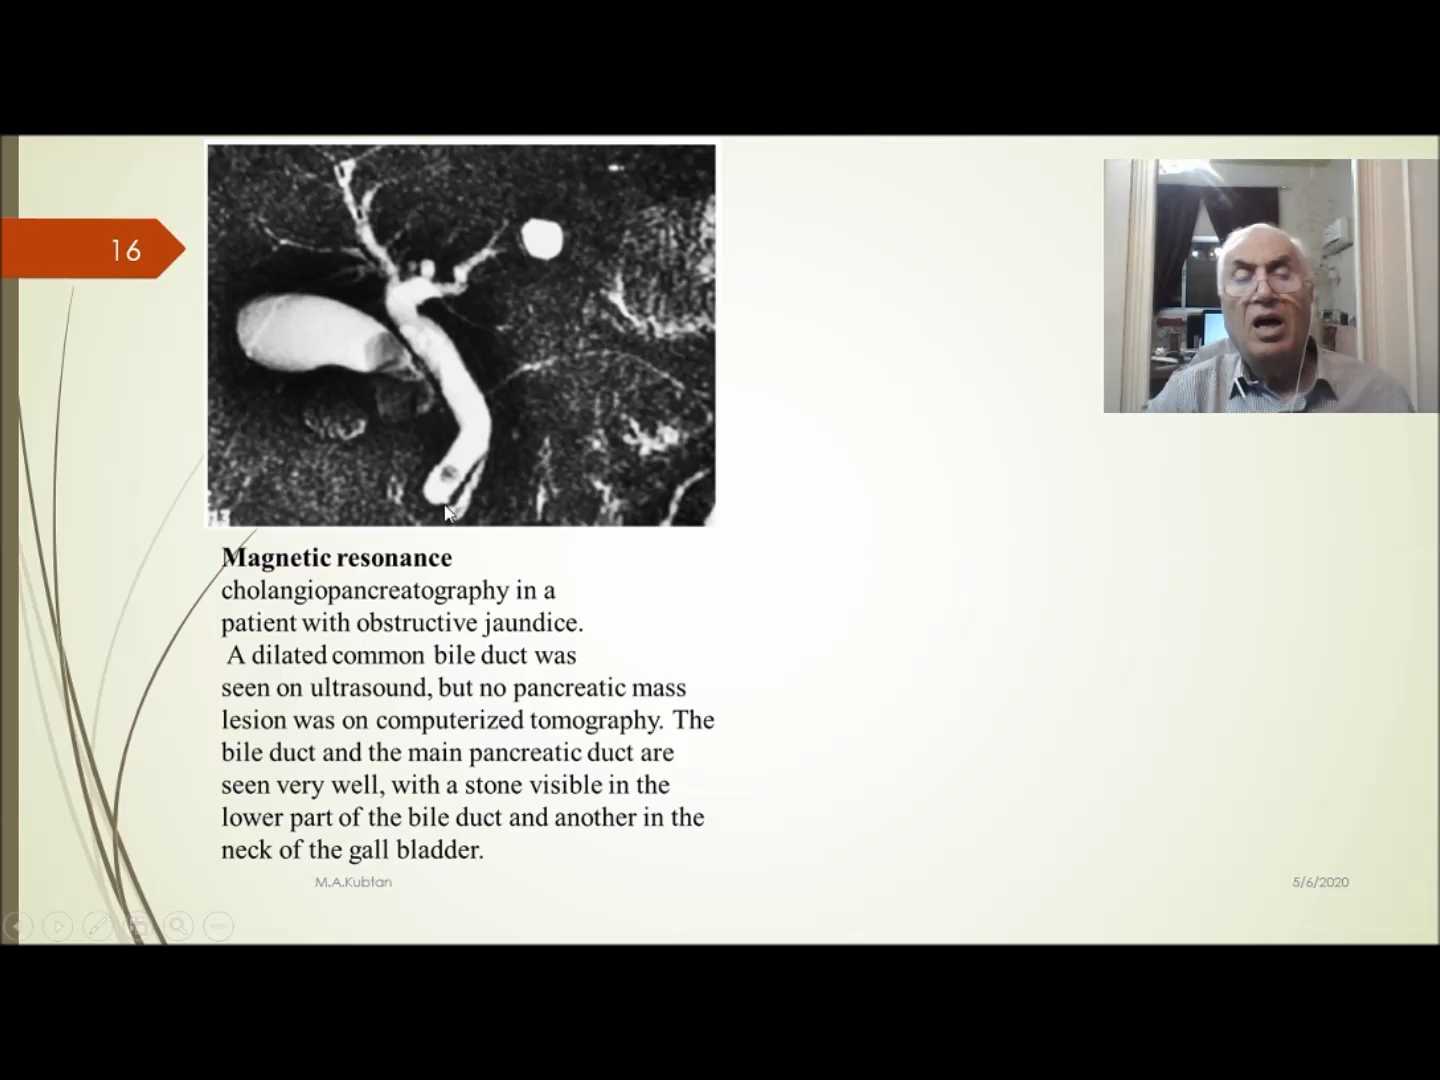 16
Magnetic resonance
cholangiopancreatography in a
patient with obstructive jaundice.
A dilated common bile duct was
seen on ultrasound, but no pancreatic mass
lesion was on computerized tomography. The
bile duct and the main pancreatic duct are
seen very well, with a stone visible in the
lower part of the bile duct and another in the
neck of the gall bladder.
M.A.Kubtan
5/6/2020